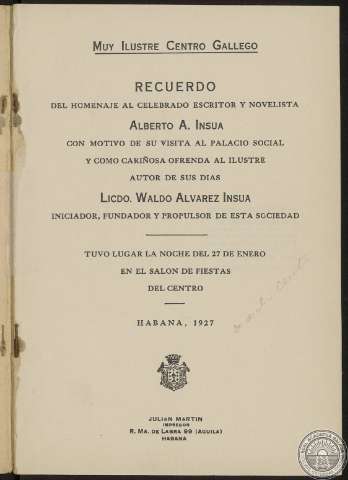 MUY ILUSTRE CENTRO GALLEGO
RECUERDO
DEL HOMENAJE AL CELEBRADO ESCRITOR Y NOVELISTA
ALBERTO A. INSUA
CON MOTIVO DE SU VISITA AL PALACIO SOCIAL
Y COMO CARIÑOSA OFRENDA AL ILUSTRE
AUTOR DE SUS DIAS
LICDO. WALDO ALVAREZ INSUA
INICIADOR, FUNDADOR Y PROPULSOR DE ESTA SOCIEDAD
TUVO LUGAR LA NOCHE DEL 27 DE ENERO
EN EL SALON DE FIESTAS
DEL CENTRO
HABANA, 1927
JULIAN MARTIN
IMPRESOR
R. MA. DE LABRA 99 (AGUILA)
HABANA